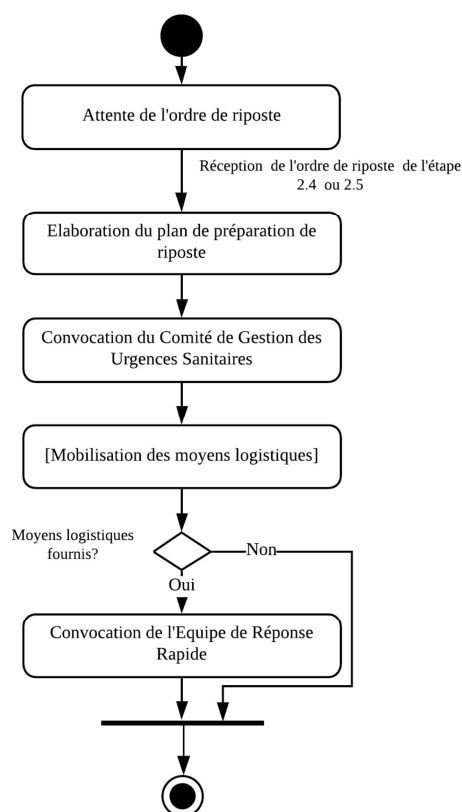 Attente de l'ordre de riposte
Réception de l'ordre de riposte de l'étape
2.4 ou 2.5
Elaboration du plan de préparation de
riposte
Convocation du Comité de Gestion des
Urgences Sanitaires
[Mobilisation des moyens logistiques]
Moyens logistiques
fournis?
Non
Oui
Convocation de l'Equipe de Réponse
Rapide